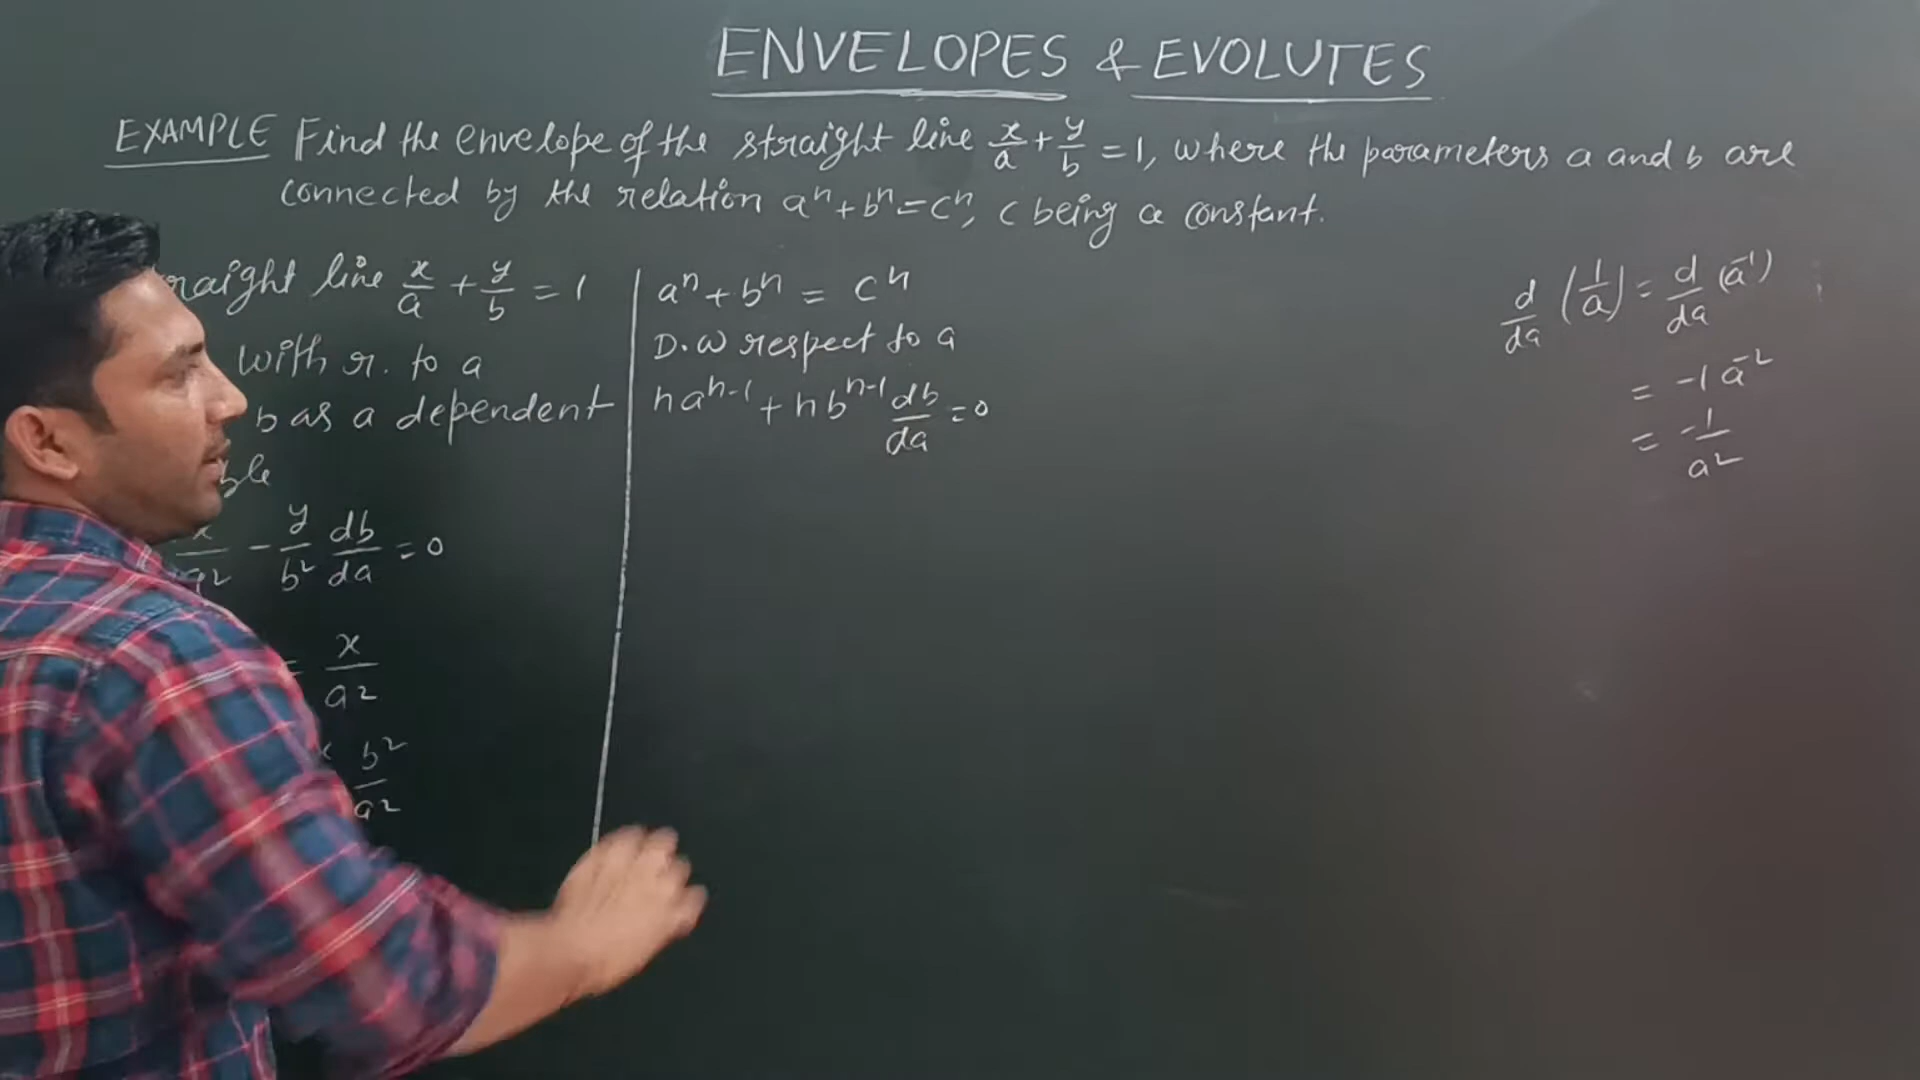 ENVELOPES & EVOLUTES
EXAMPLE Find the envelope of the straight line x/a + y/b = 1, where the parameters a and b are
connected by the relation aⁿ + bⁿ = cⁿ, c being a constant.
line x/a + y/b = 1
with r. to a
b as a dependent
- y/b² db/da = 0
= x/a²
b²/a²
aⁿ + bⁿ = cⁿ
D. w respect to a
naⁿ⁻¹ + nbⁿ⁻¹ db/da = 0
d/da (1/a) = d/da (a⁻¹)
= -1 a⁻²
= -1/a²